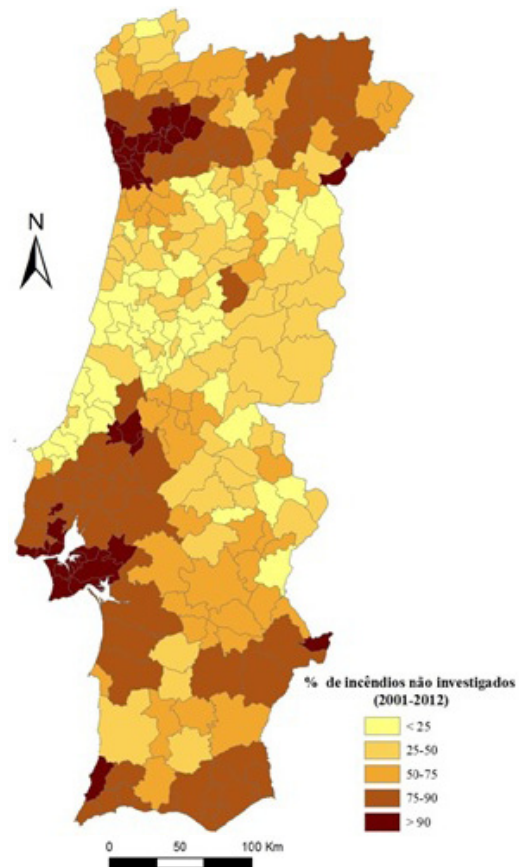 N
% de incêndios não investigados
(2001-2012)
< 25
25-50
50-75
75-90
> 90
0 50 100 Km